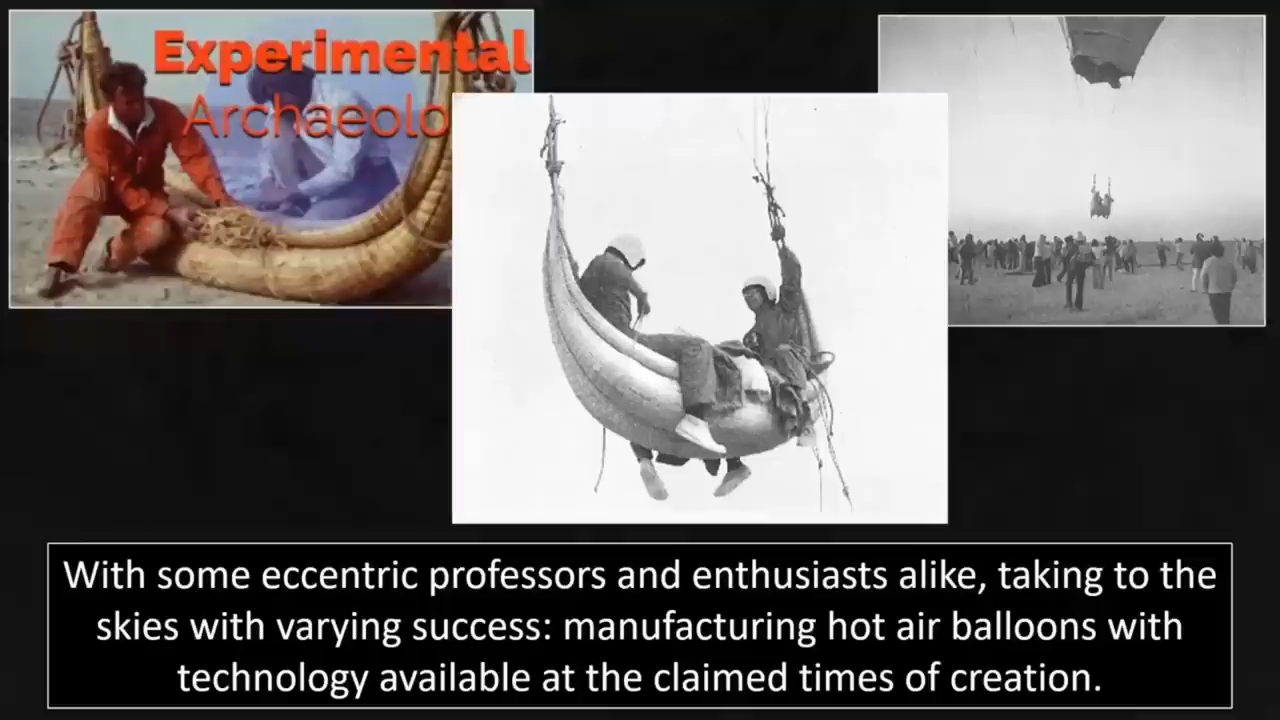 Experimental
Archaeolo
With some eccentric professors and enthusiasts alike, taking to the
skies with varying success: manufacturing hot air balloons with
technology available at the claimed times of creation.